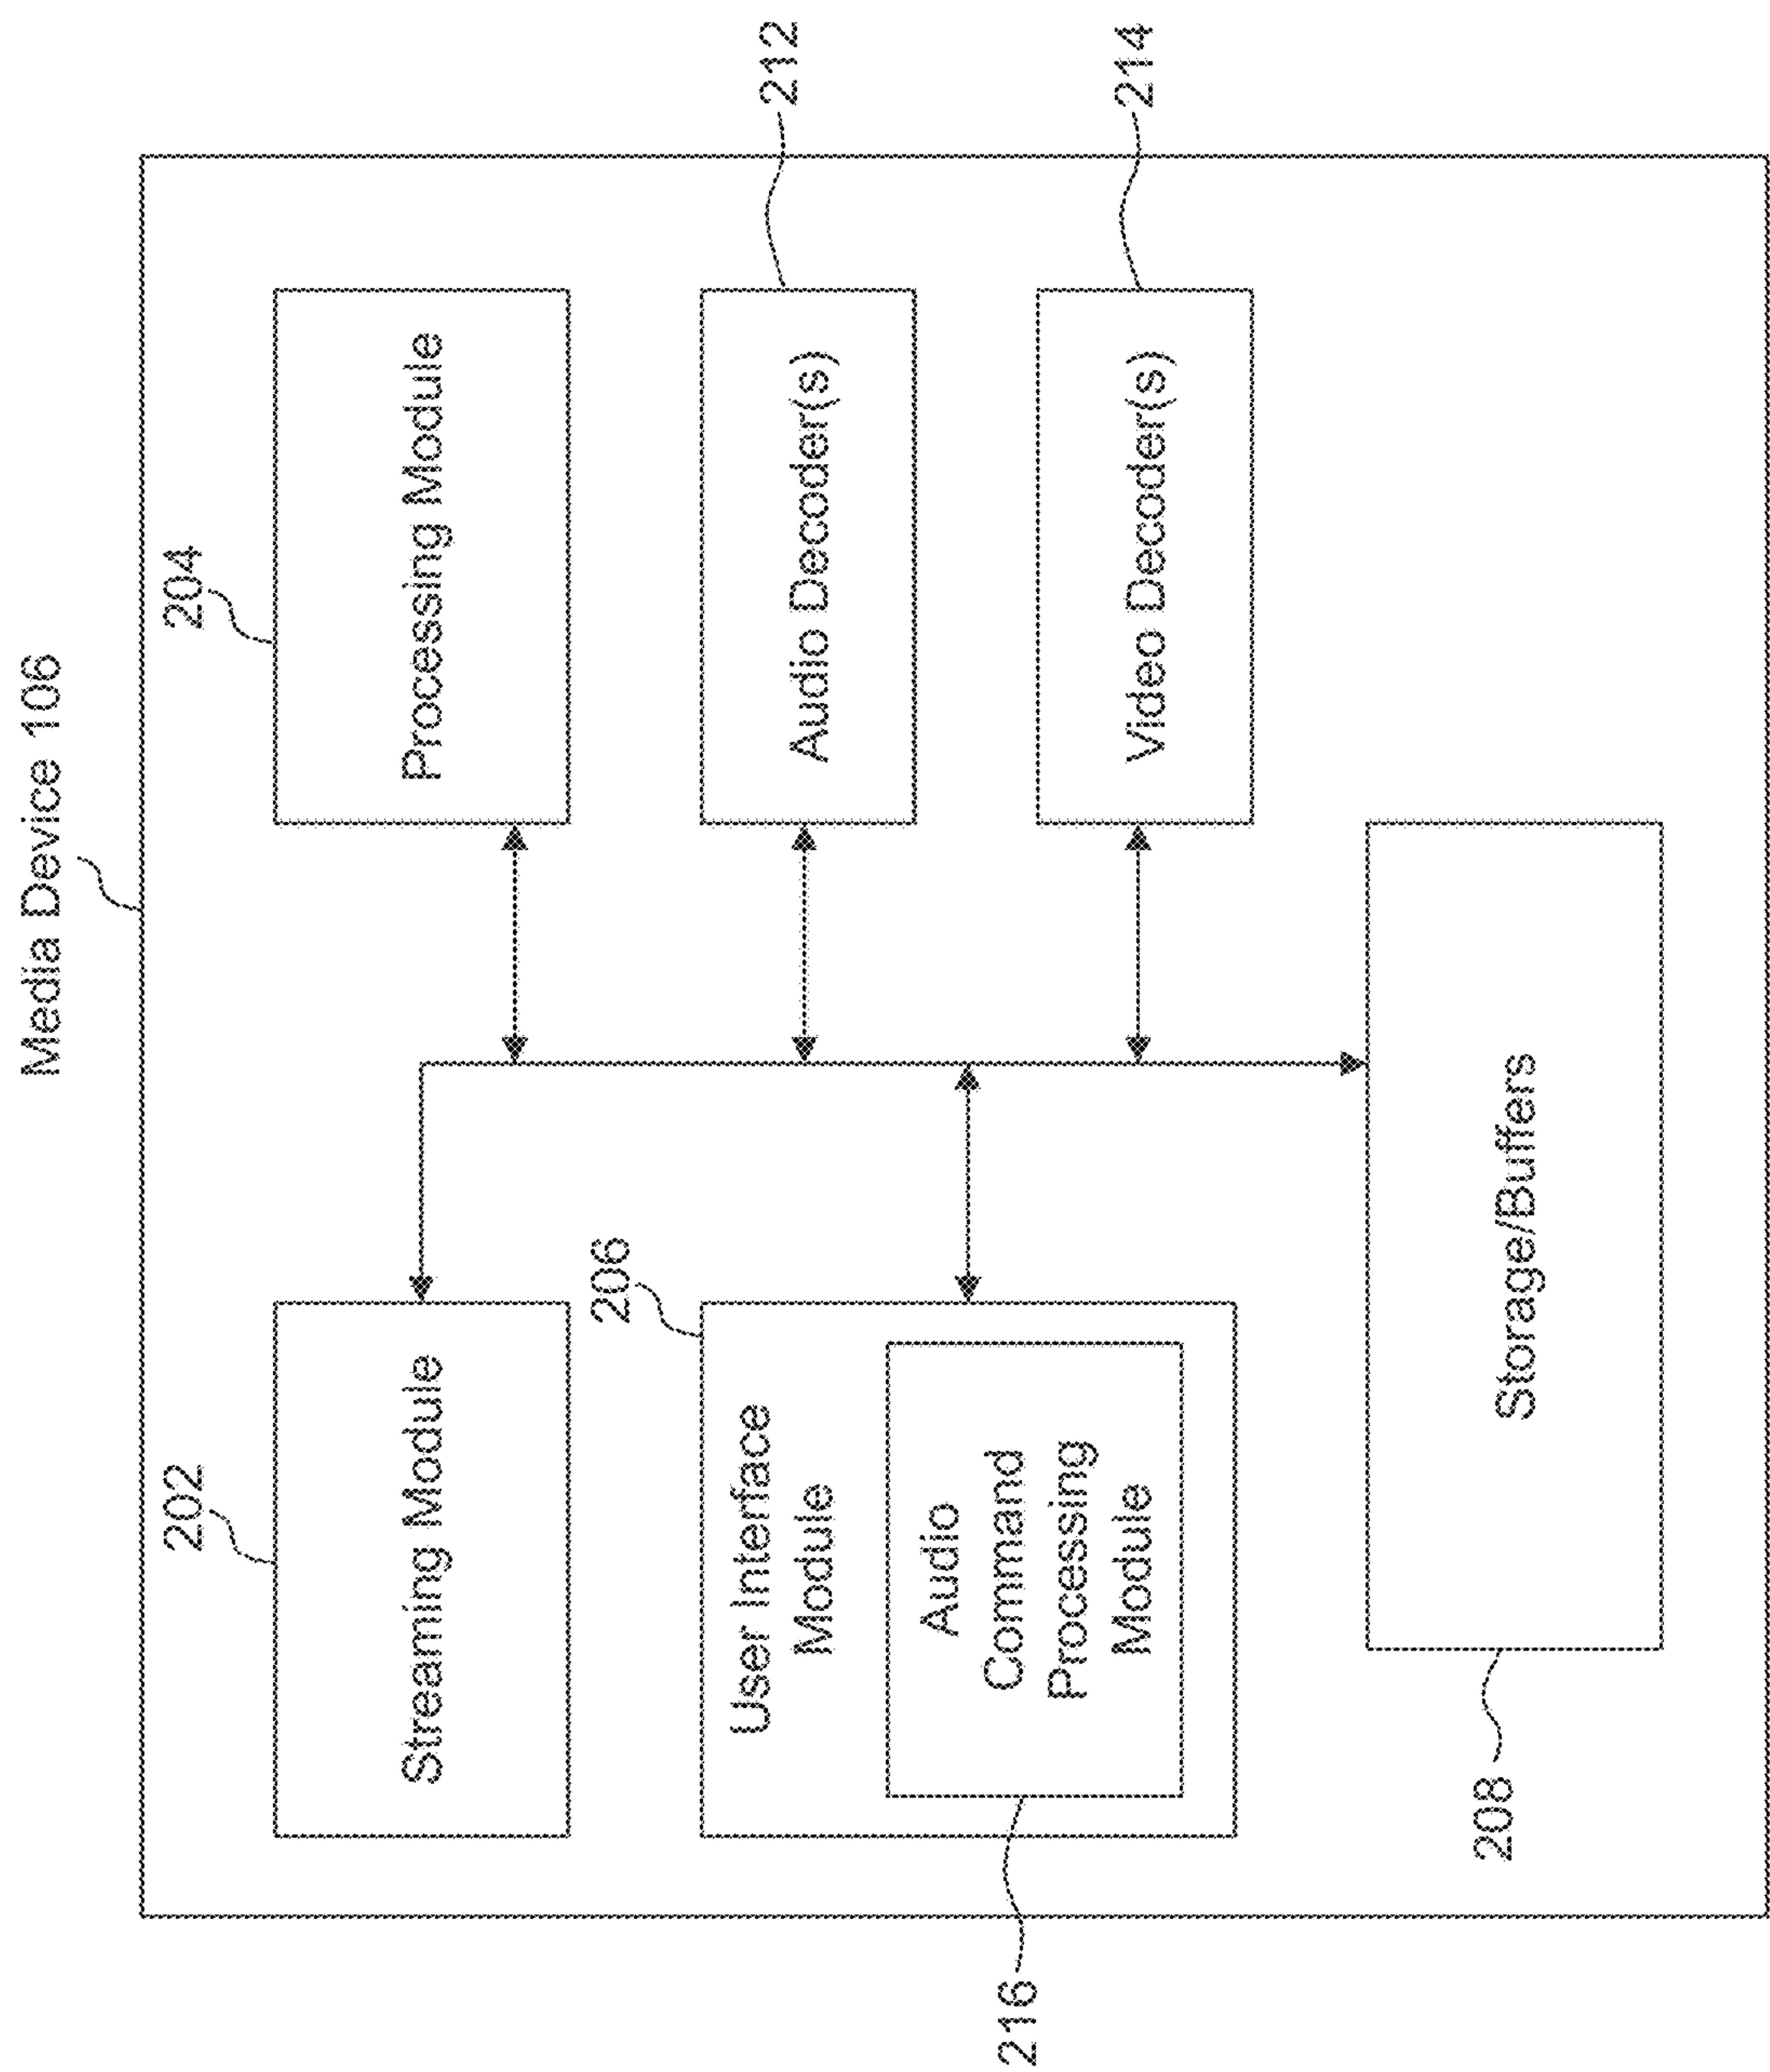 Media Device 106
202
204
Streaming Module
Processing Module
206
212
User Interface
Module
Audio Decoder(s)
216
Audio
Command
Processing
Module
214
Video Decoder(s)
208
Storage/Buffers